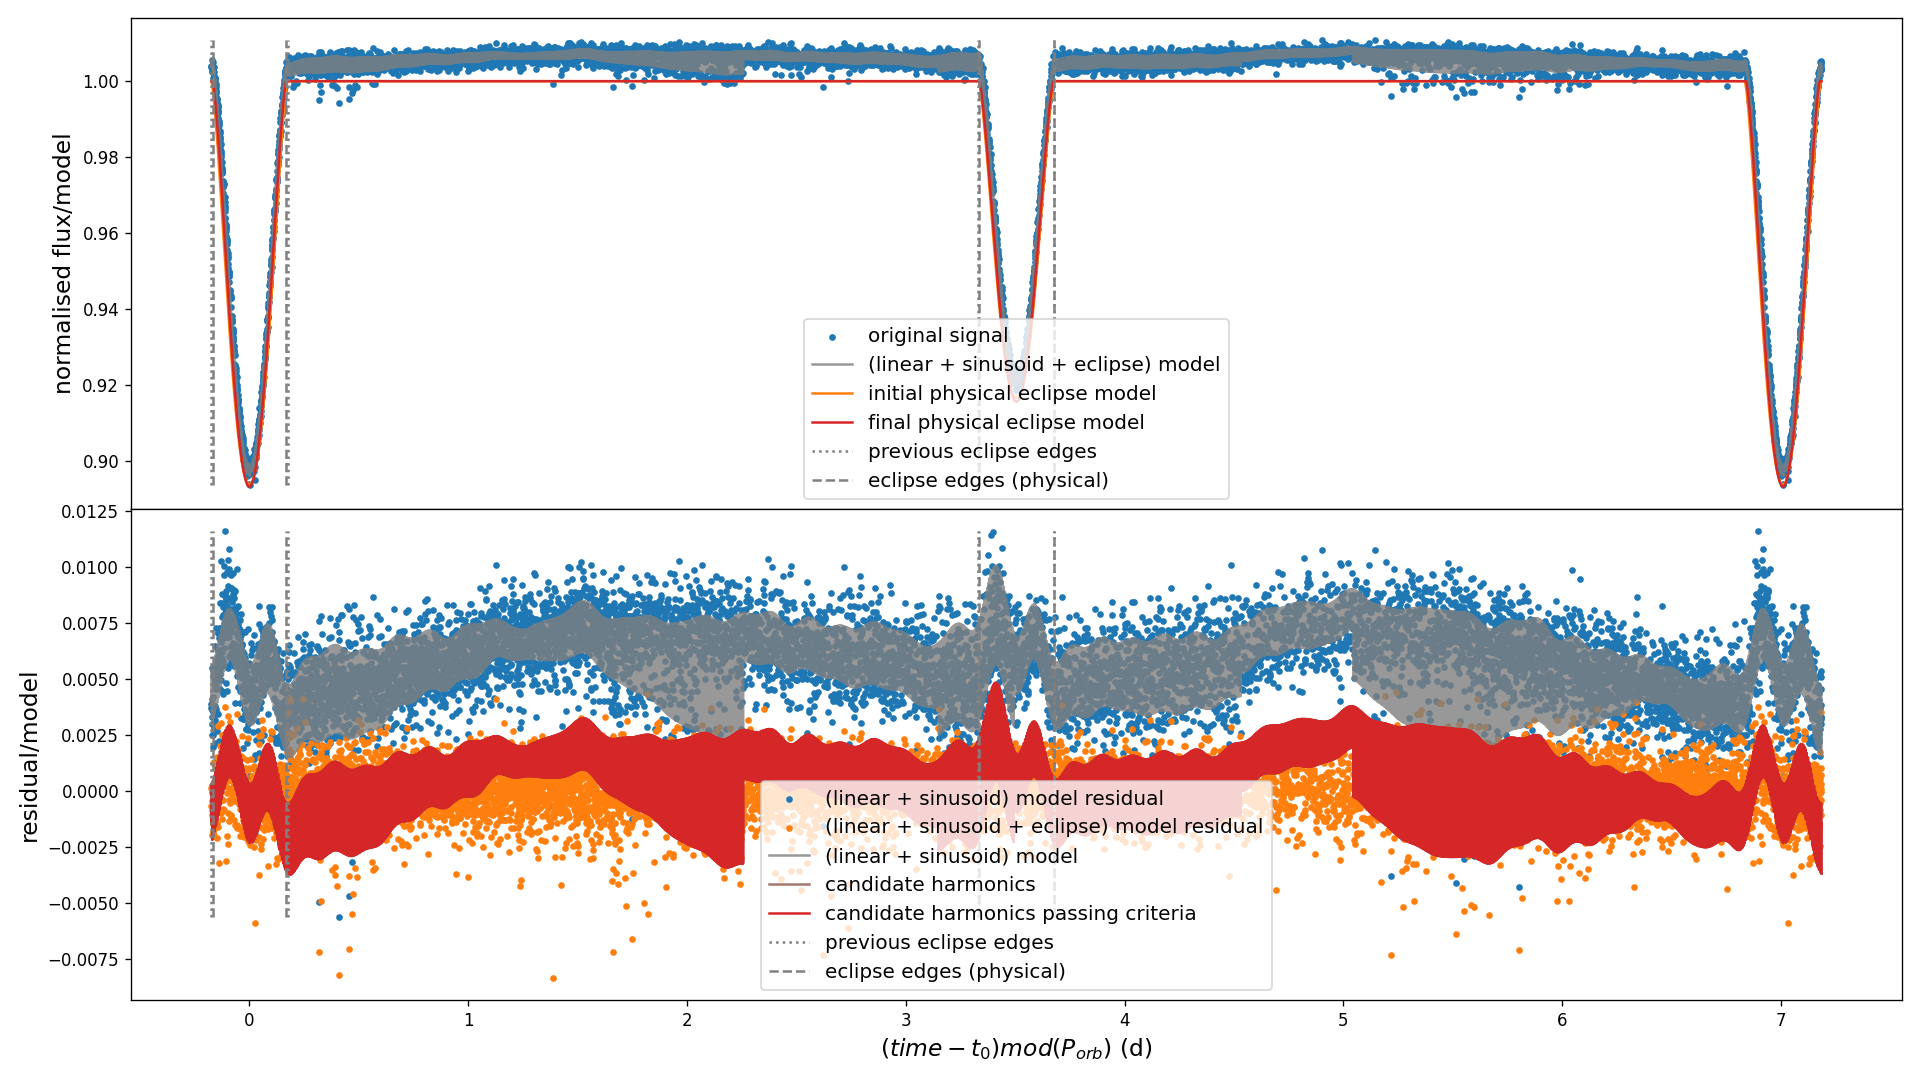 normalised flux/model
1.00
0.98
0.96
0.94
0.92
0.90
original signal
(linear + sinusoid + eclipse) model
initial physical eclipse model
final physical eclipse model
previous eclipse edges
eclipse edges (physical)
residual/model
0.0125
0.0100
0.0075
0.0050
0.0025
0.0000
−0.0025
−0.0050
−0.0075
(linear + sinusoid) model residual
(linear + sinusoid + eclipse) model residual
(linear + sinusoid) model
candidate harmonics
candidate harmonics passing criteria
previous eclipse edges
eclipse edges (physical)
0 1 2 3 4 5 6 7
(time − t₀)mod(Pₒᵣb) (d)